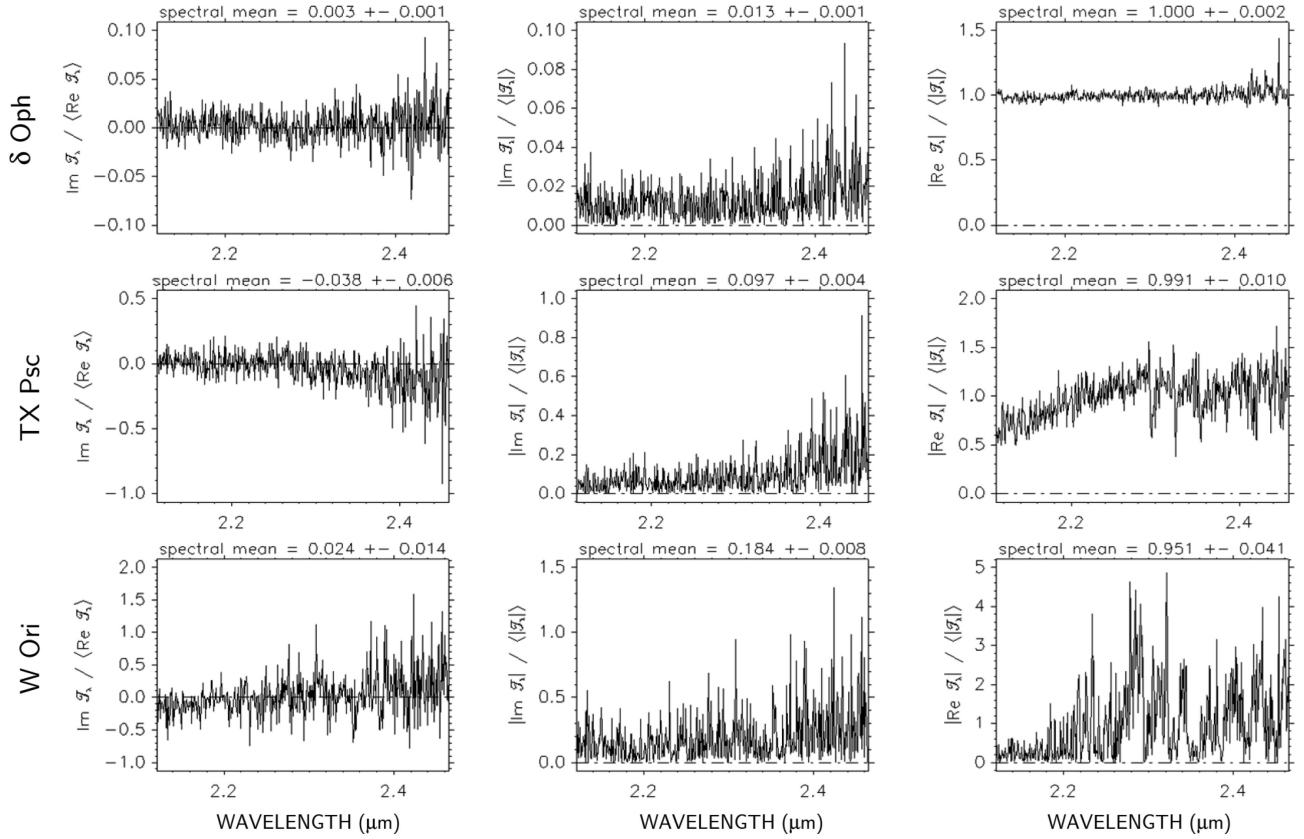 spectral mean = 0.003 +− 0.001
spectral mean = 0.013 +− 0.001
spectral mean = 1.000 +− 0.002
δ Oph
Im ℐλ / ⟨Re ℐλ⟩
0.10
0.05
0.00
−0.05
−0.10
2.2
2.4
|Im ℐλ| / ⟨|ℐλ|⟩
0.10
0.08
0.06
0.04
0.02
0.00
2.2
2.4
|Re ℐλ| / ⟨|ℐλ|⟩
1.5
1.0
0.5
0.0
2.2
2.4
spectral mean = −0.038 +− 0.006
spectral mean = 0.097 +− 0.004
spectral mean = 0.991 +− 0.010
TX Psc
Im ℐλ / ⟨Re ℐλ⟩
0.5
0.0
−0.5
−1.0
2.2
2.4
|Im ℐλ| / ⟨|ℐλ|⟩
1.0
0.8
0.6
0.4
0.2
0.0
2.2
2.4
|Re ℐλ| / ⟨|ℐλ|⟩
2.0
1.5
1.0
0.5
0.0
2.2
2.4
spectral mean = 0.024 +− 0.014
spectral mean = 0.184 +− 0.008
spectral mean = 0.951 +− 0.041
W Ori
Im ℐλ / ⟨Re ℐλ⟩
2.0
1.5
1.0
0.5
0.0
−0.5
−1.0
2.2
2.4
|Im ℐλ| / ⟨|ℐλ|⟩
1.5
1.0
0.5
0.0
2.2
2.4
|Re ℐλ| / ⟨|ℐλ|⟩
5
4
3
2
1
0
2.2
2.4
WAVELENGTH (μm)
WAVELENGTH (μm)
WAVELENGTH (μm)